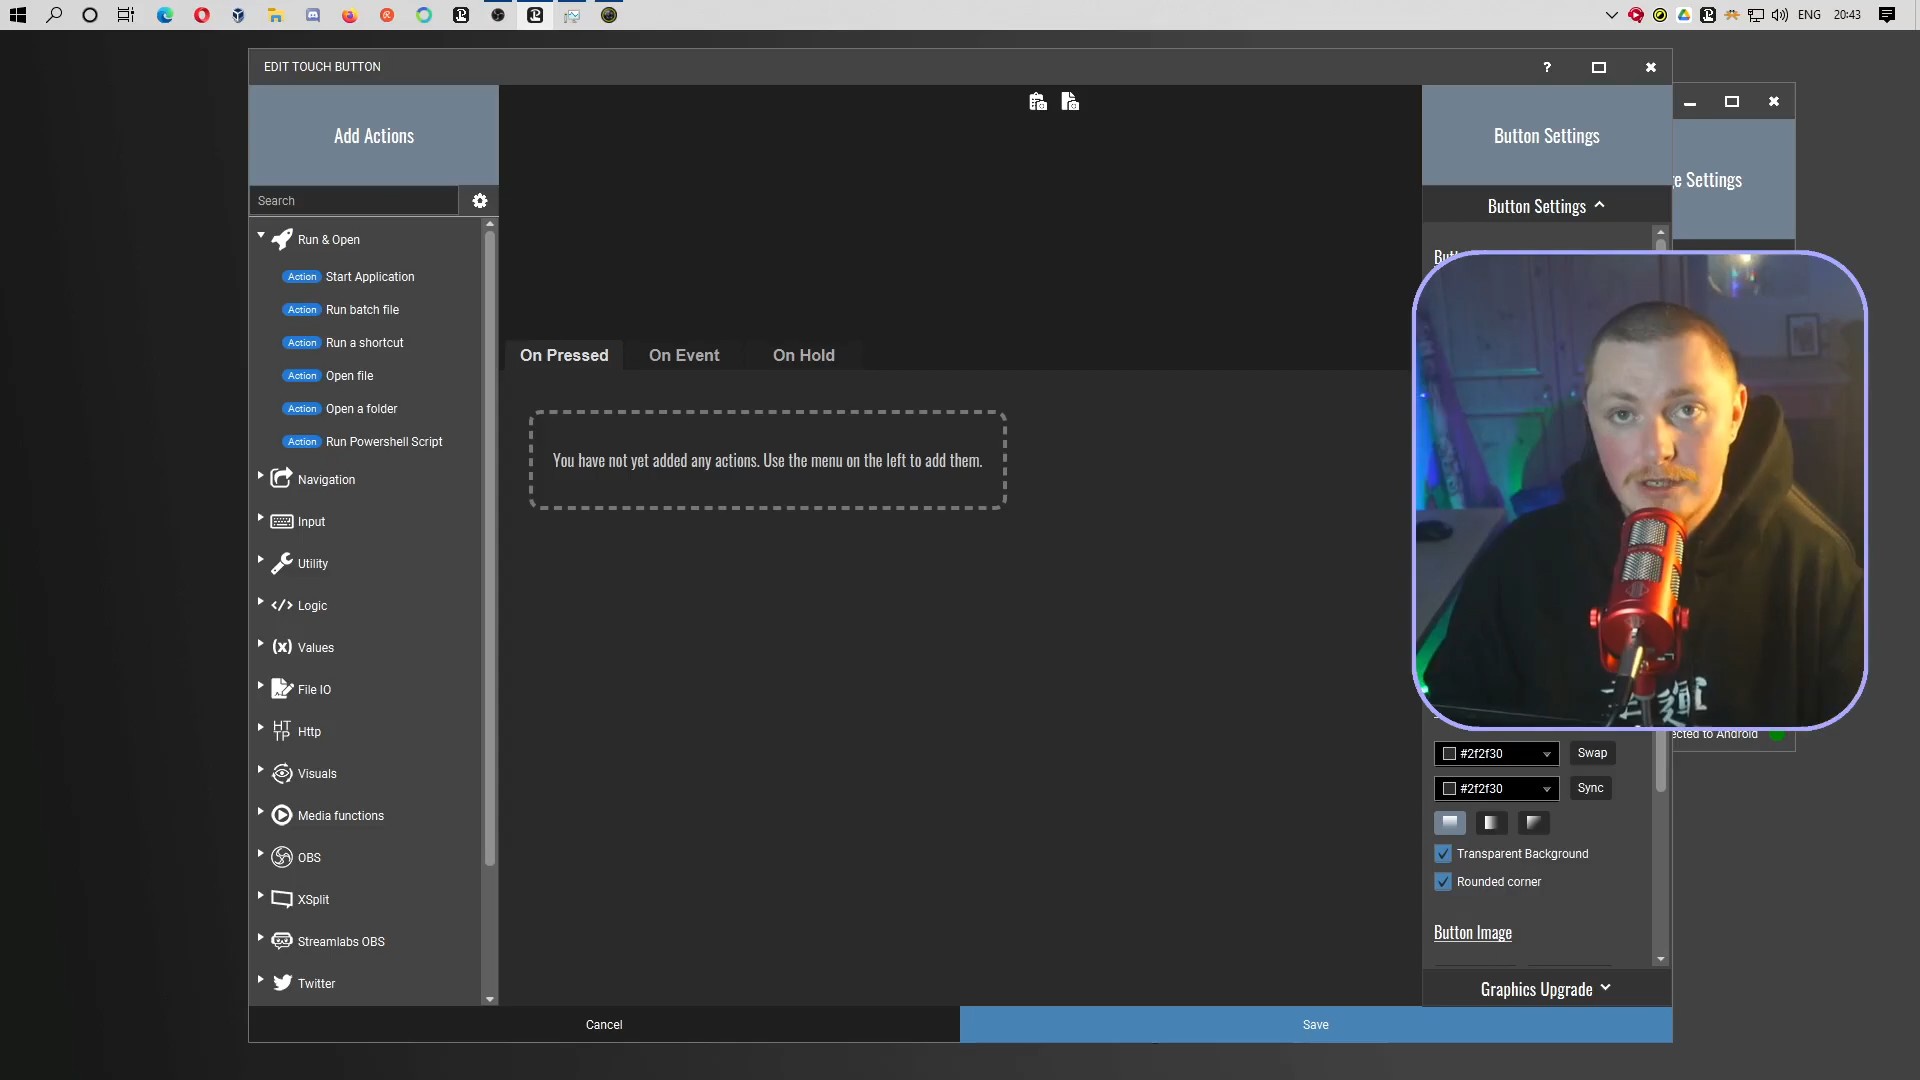 ENG
20:43
EDIT TOUCH BUTTON
?
Add Actions
Search
Run & Open
Action Start Application
Action Run batch file
Action Run a shortcut
Action Open file
Action Open a folder
Action Run Powershell Script
Navigation
Input
Utility
Logic
Values
File IO
HTTP Http
Visuals
Media functions
OBS
XSplit
Streamlabs OBS
Twitter
On Pressed
On Event
On Hold
You have not yet added any actions. Use the menu on the left to add them.
Button Settings
Button Settings
#2f2f30
Swap
#2f2f30
Sync
Transparent Background
Rounded corner
Button Image
Graphics Upgrade
Cancel
Save
e Settings
ected to Android